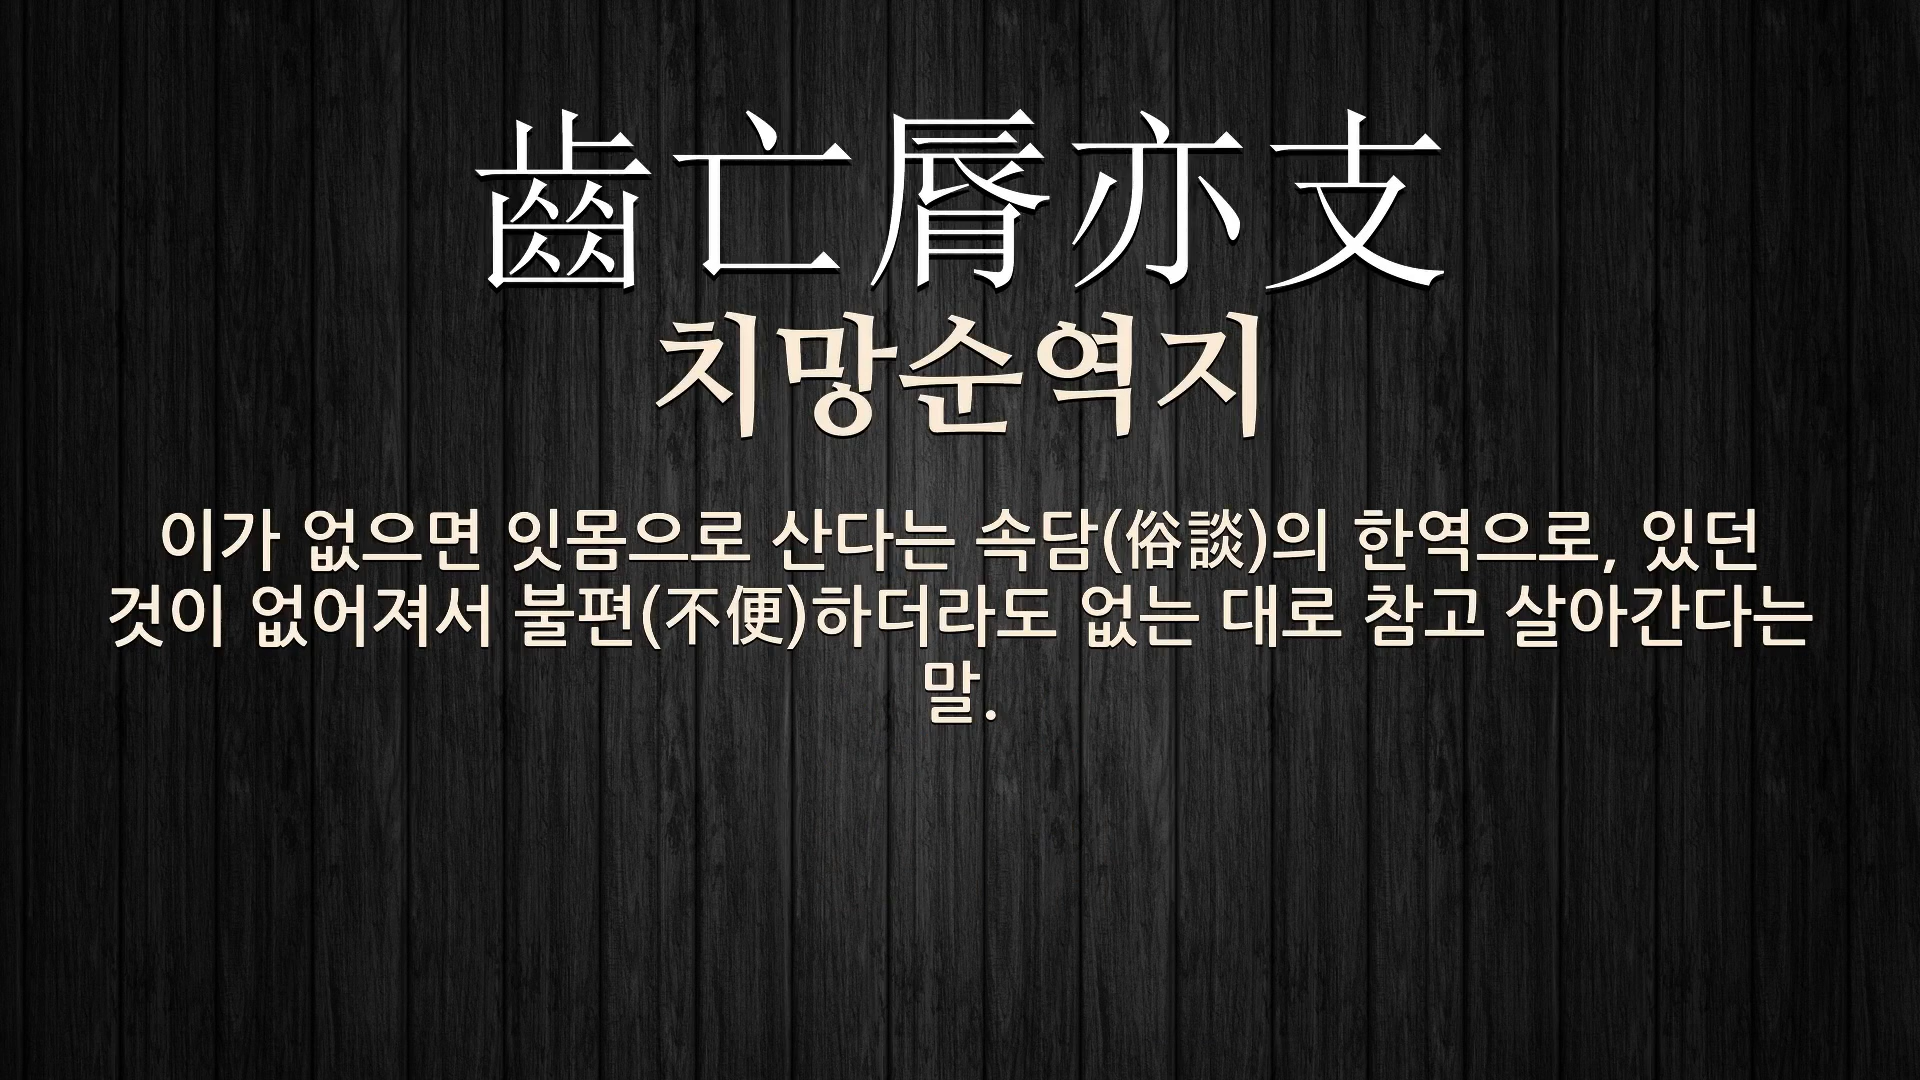 齒亡脣亦支
치망순역지
이가 없으면 잇몸으로 산다는 속담(俗談)의 한역으로, 있던
것이 없어져서 불편(不便)하더라도 없는 대로 참고 살아간다는
말.